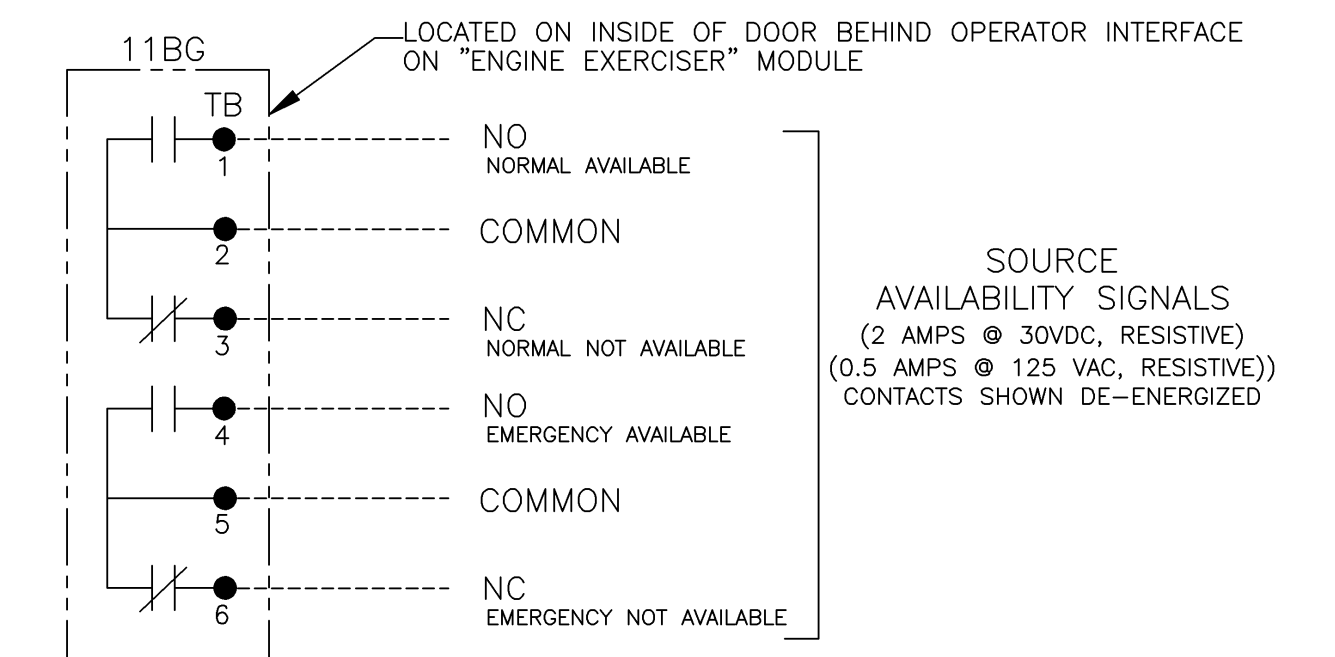 LOCATED ON INSIDE OF DOOR BEHIND OPERATOR INTERFACE
ON "ENGINE EXERCISER" MODULE
11BG
TB
1
NO
NORMAL AVAILABLE
2
COMMON
3
NC
NORMAL NOT AVAILABLE
4
NO
EMERGENCY AVAILABLE
5
COMMON
6
NC
EMERGENCY NOT AVAILABLE
SOURCE
AVAILABILITY SIGNALS
(2 AMPS @ 30VDC, RESISTIVE)
(0.5 AMPS @ 125 VAC, RESISTIVE))
CONTACTS SHOWN DE-ENERGIZED